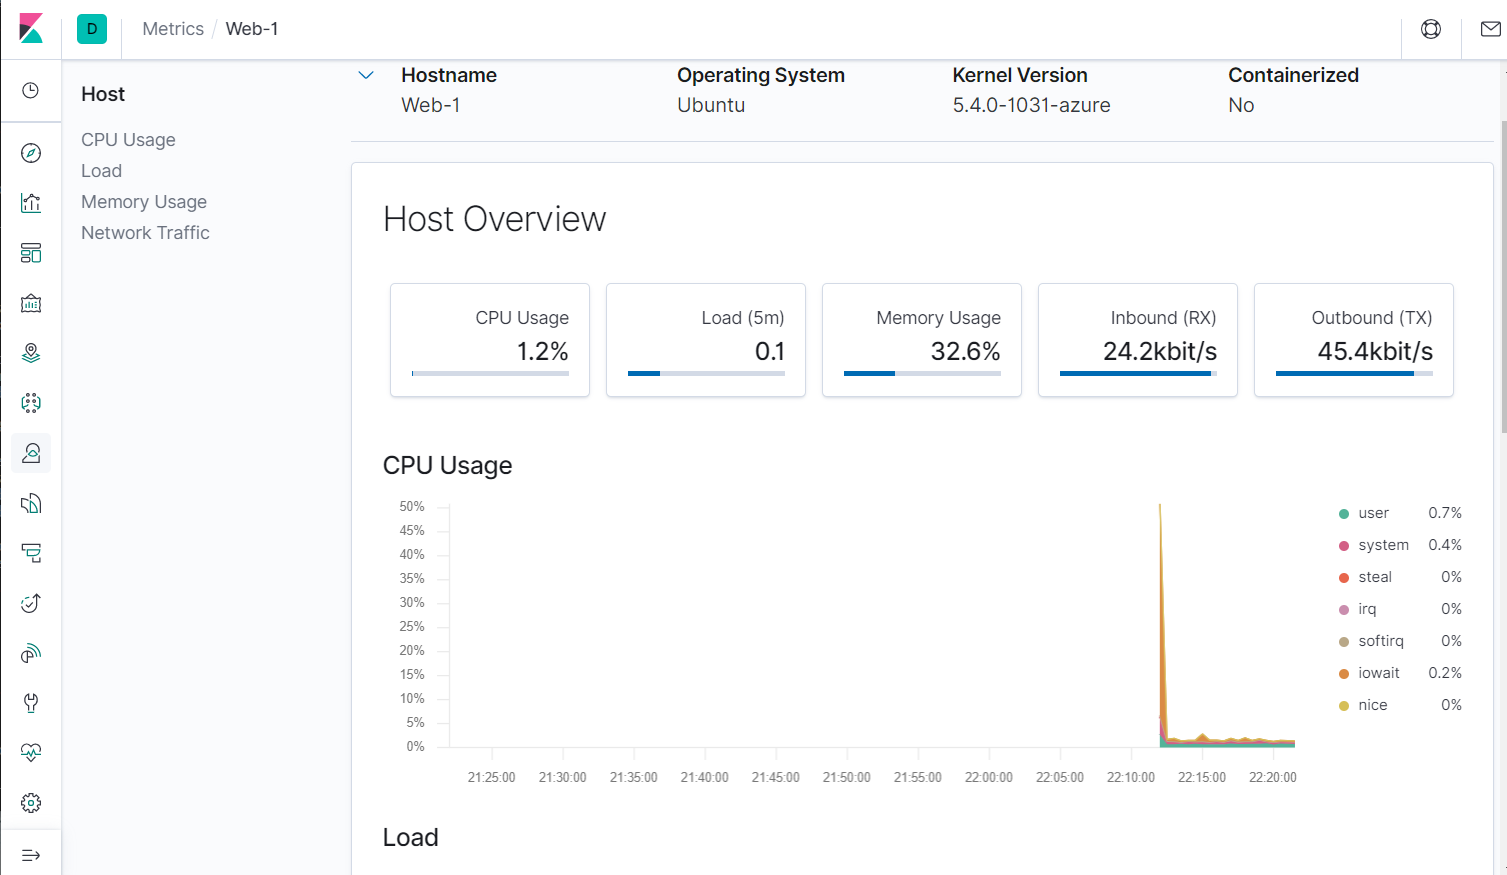 D Metrics / Web-1
Host
CPU Usage
Load
Memory Usage
Network Traffic
Hostname Operating System Kernel Version Containerized
Web-1 Ubuntu 5.4.0-1031-azure No
Host Overview
CPU Usage Load (5m) Memory Usage Inbound (RX) Outbound (TX)
1.2% 0.1 32.6% 24.2kbit/s 45.4kbit/s
CPU Usage
50%
45%
40%
35%
30%
25%
20%
15%
10%
5%
0%
21:25:00 21:30:00 21:35:00 21:40:00 21:45:00 21:50:00 21:55:00 22:00:00 22:05:00 22:10:00 22:15:00 22:20:00
user 0.7%
system 0.4%
steal 0%
irq 0%
softirq 0%
iowait 0.2%
nice 0%
Load